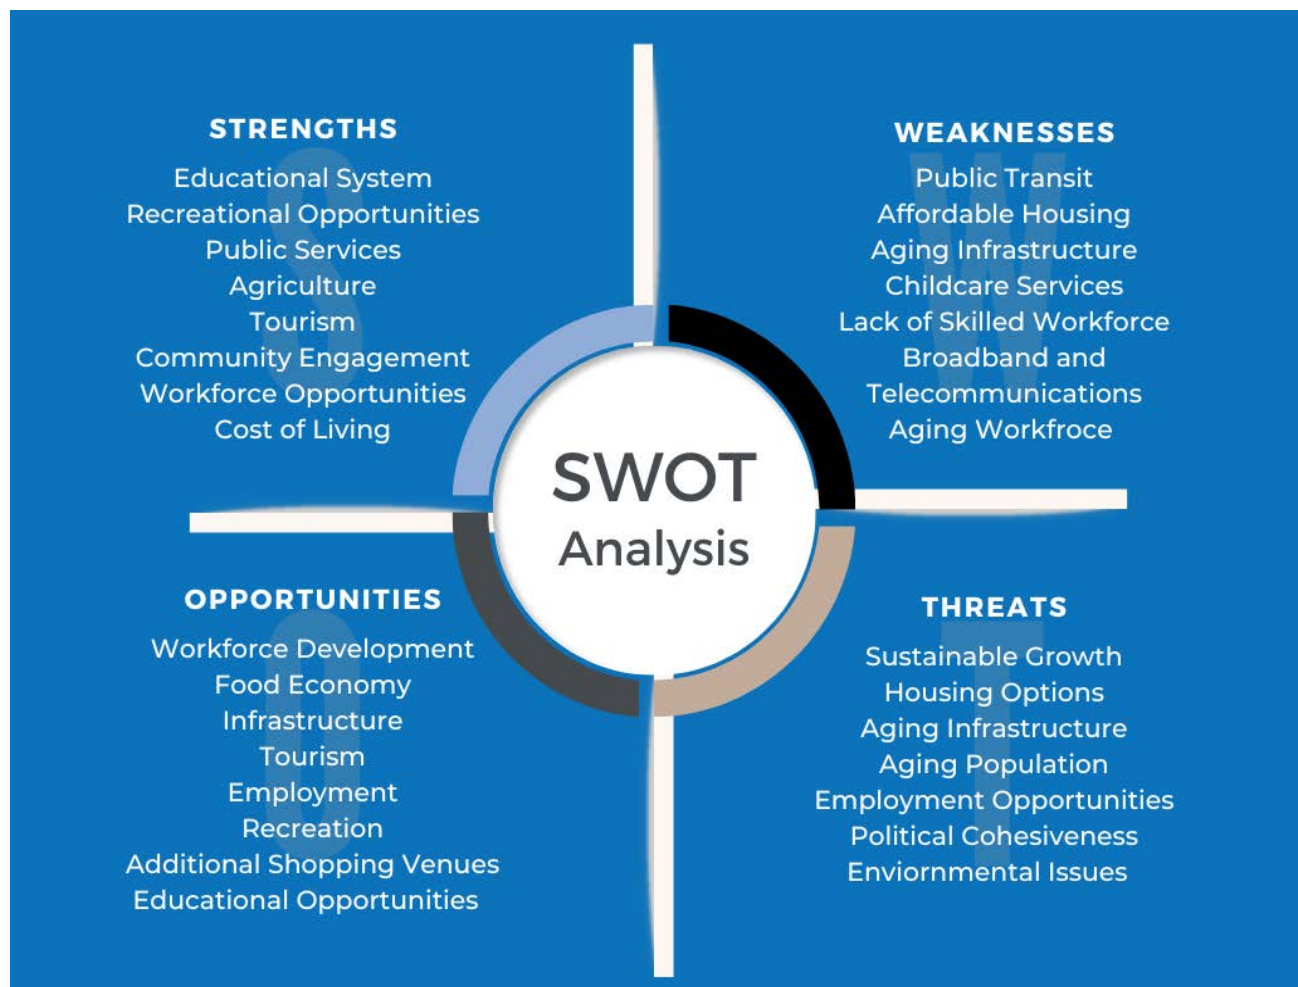 STRENGTHS
Educational System
Recreational Opportunities
Public Services
Agriculture
Tourism
Community Engagement
Workforce Opportunities
Cost of Living
WEAKNESSES
Public Transit
Affordable Housing
Aging Infrastructure
Childcare Services
Lack of Skilled Workforce
Broadband and
Telecommunications
Aging Workfroce
SWOT
Analysis
OPPORTUNITIES
Workforce Development
Food Economy
Infrastructure
Tourism
Employment
Recreation
Additional Shopping Venues
Educational Opportunities
THREATS
Sustainable Growth
Housing Options
Aging Infrastructure
Aging Population
Employment Opportunities
Political Cohesiveness
Enviornmental Issues
S
W
O
T